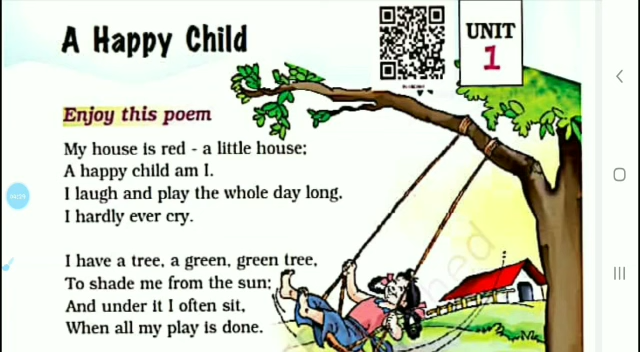 A Happy Child
UNIT
1
Enjoy this poem
My house is red - a little house;
A happy child am I.
I laugh and play the whole day long.
I hardly ever cry.
I have a tree, a green, green tree,
To shade me from the sun;
And under it I often sit,
When all my play is done.